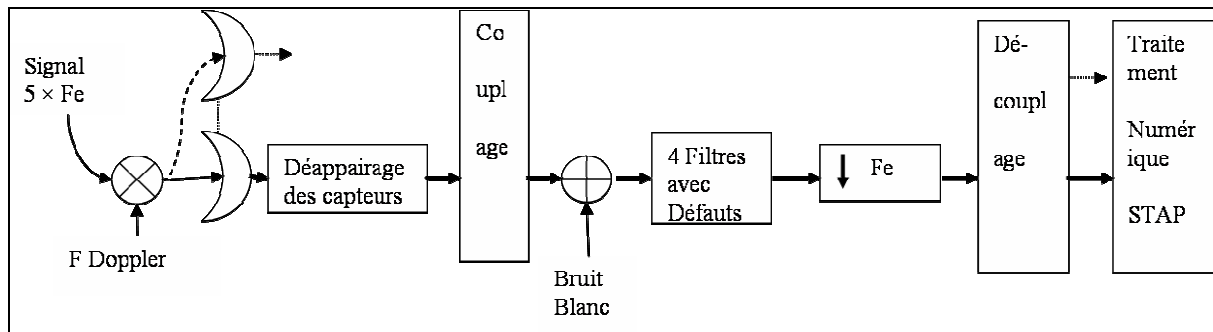 Signal
5 × Fe
F Doppler
Déappairage
des capteurs
Co
upl
age
Bruit
Blanc
4 Filtres
avec
Défauts
Fe
Dé-
coupl
age
Traite
ment
Numér
ique
STAP